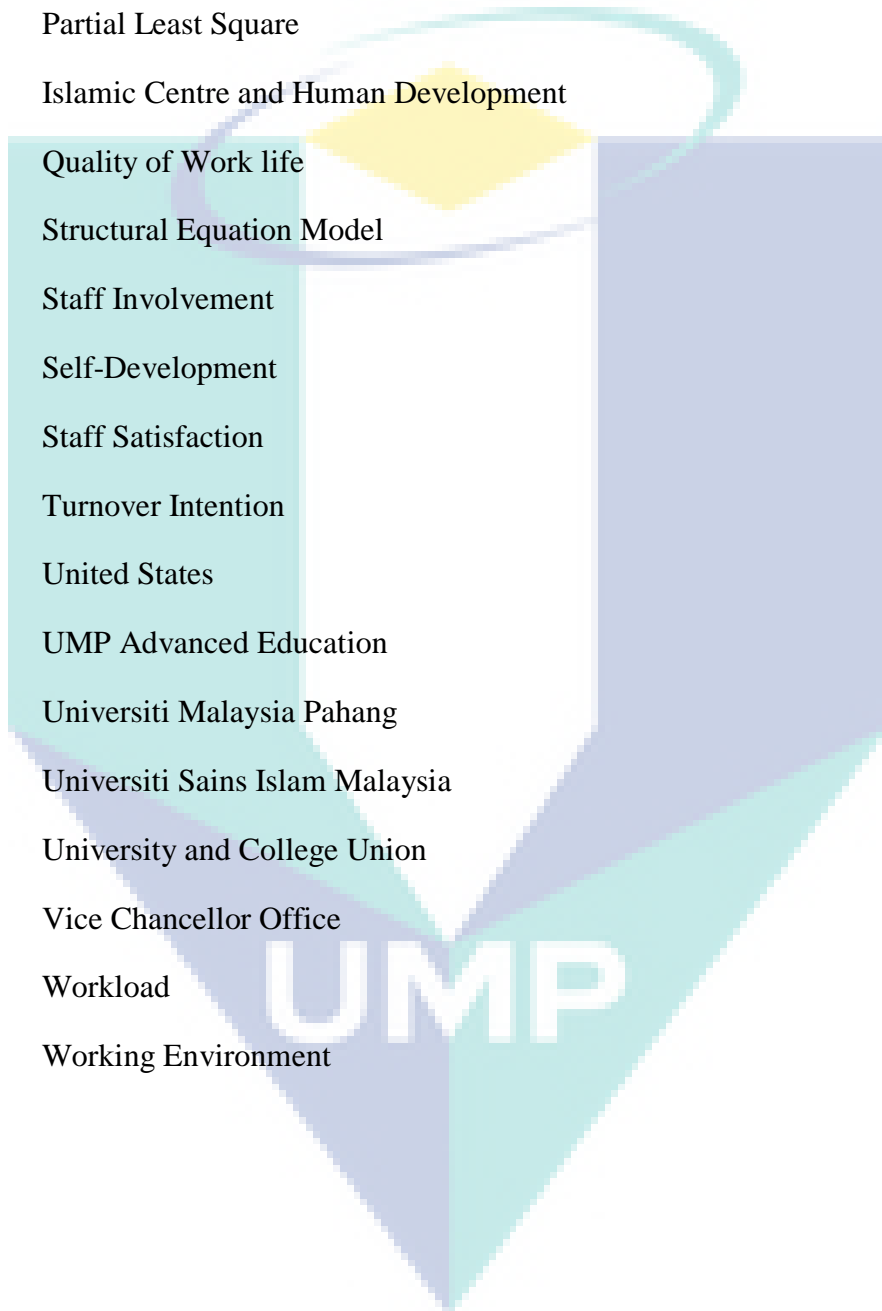 Partial Least Square
Islamic Centre and Human Development
Quality of Work life
Structural Equation Model
Staff Involvement
Self-Development
Staff Satisfaction
Turnover Intention
United States
UMP Advanced Education
Universiti Malaysia Pahang
Universiti Sains Islam Malaysia
University and College Union
Vice Chancellor Office
Workload
UMP
Working Environment